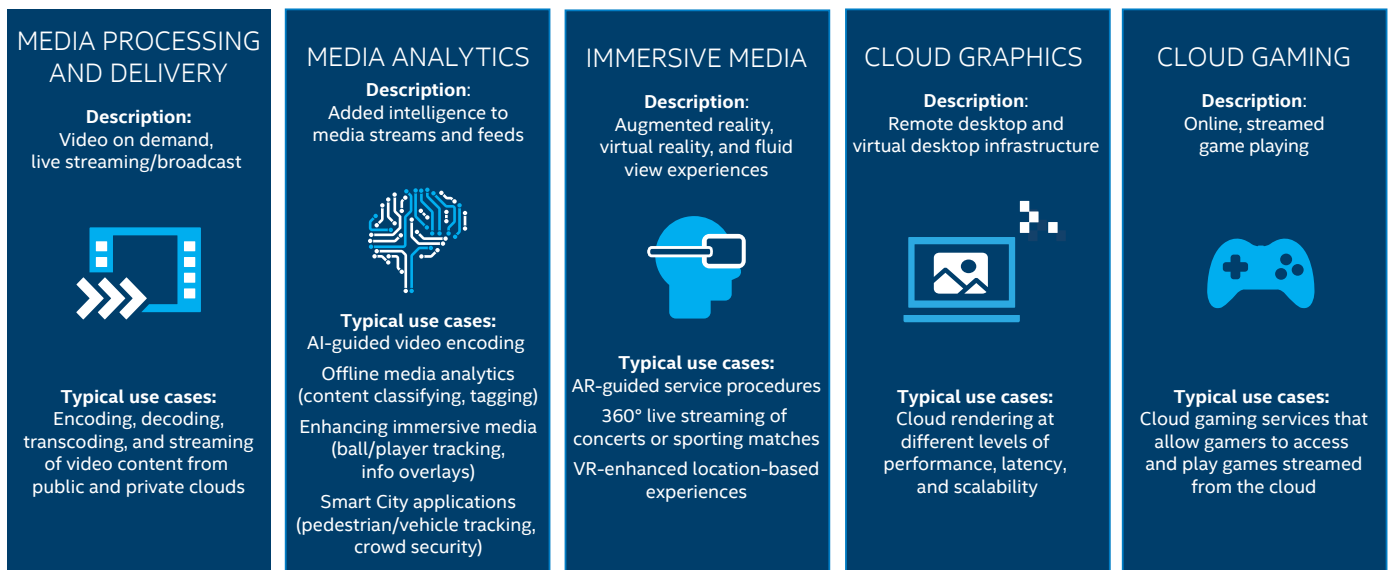 MEDIA PROCESSING
AND DELIVERY
Description:
Video on demand,
live streaming/broadcast
Typical use cases:
Encoding, decoding,
transcoding, and streaming
of video content from
public and private clouds
MEDIA ANALYTICS
Description:
Added intelligence to
media streams and feeds
Typical use cases:
AI-guided video encoding
Offline media analytics
(content classifying, tagging)
Enhancing immersive media
(ball/player tracking,
info overlays)
Smart City applications
(pedestrian/vehicle tracking,
crowd security)
IMMERSIVE MEDIA
Description:
Augmented reality,
virtual reality, and fluid
view experiences
Typical use cases:
AR-guided service procedures
360° live streaming of
concerts or sporting matches
VR-enhanced location-based
experiences
CLOUD GRAPHICS
Description:
Remote desktop and
virtual desktop infrastructure
Typical use cases:
Cloud rendering at
different levels of
performance, latency,
and scalability
CLOUD GAMING
Description:
Online, streamed
game playing
Typical use cases:
Cloud gaming services that
allow gamers to access
and play games streamed
from the cloud